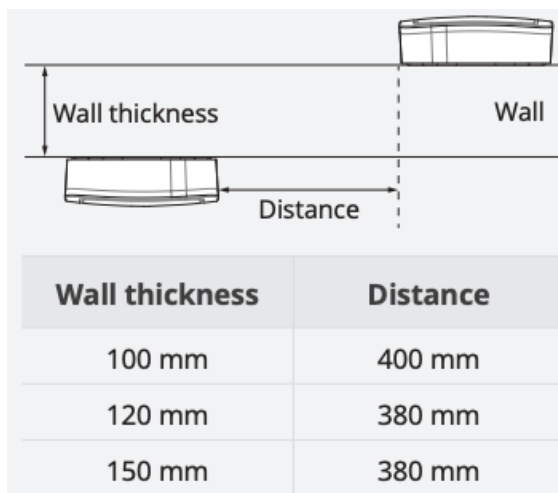 Wall thickness
Wall
Distance
Wall thickness Distance
100 mm 400 mm
120 mm 380 mm
150 mm 380 mm